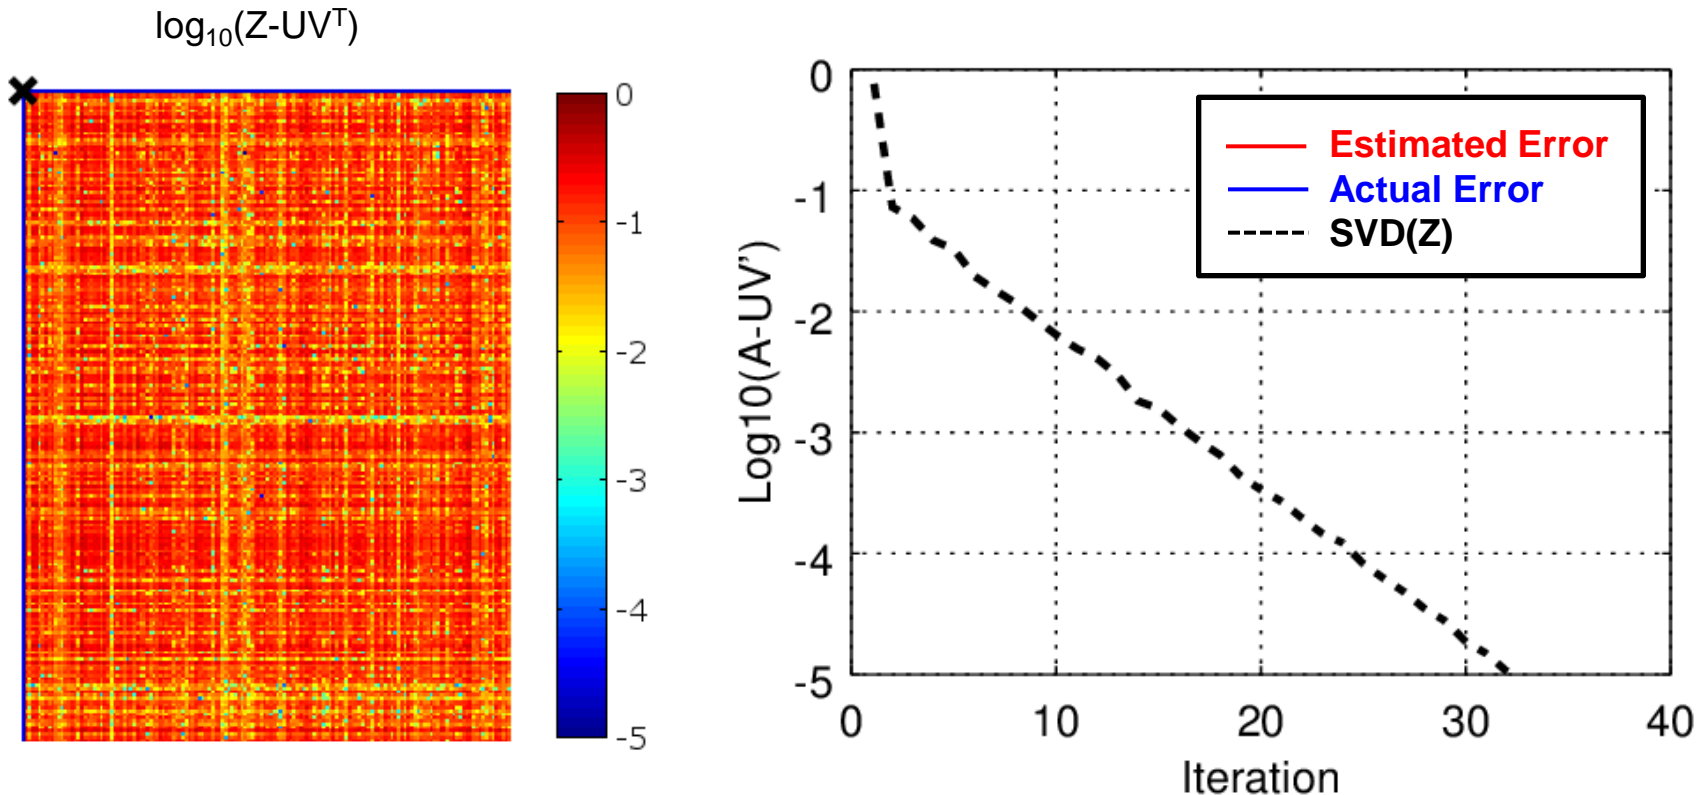 log₁₀(Z-UVᵀ)
0
-1
-2
-3
-4
-5
Log10(A-UV')
0
-1
-2
-3
-4
-5
Estimated Error
Actual Error
SVD(Z)
0 10 20 30 40
Iteration